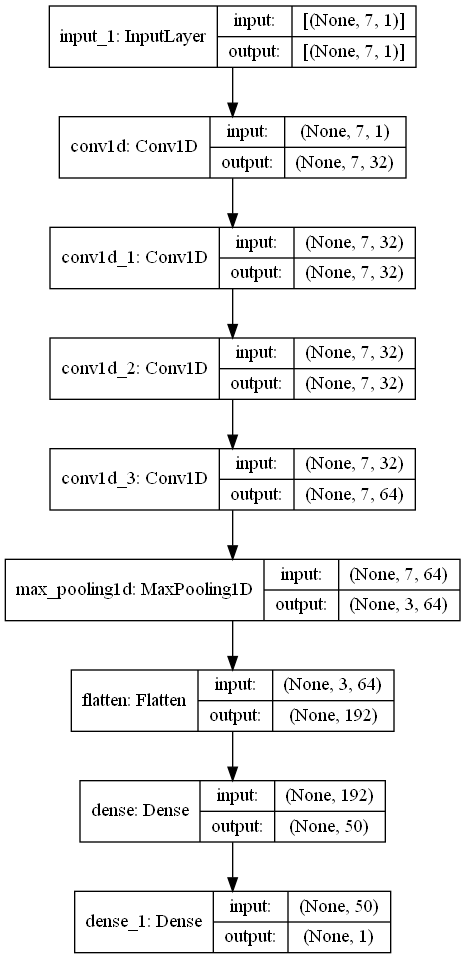 input_1: InputLayer
input:
[(None, 7, 1)]
output:
[(None, 7, 1)]
conv1d: Conv1D
input:
(None, 7, 1)
output:
(None, 7, 32)
conv1d_1: Conv1D
input:
(None, 7, 32)
output:
(None, 7, 32)
conv1d_2: Conv1D
input:
(None, 7, 32)
output:
(None, 7, 32)
conv1d_3: Conv1D
input:
(None, 7, 32)
output:
(None, 7, 64)
max_pooling1d: MaxPooling1D
input:
(None, 7, 64)
output:
(None, 3, 64)
flatten: Flatten
input:
(None, 3, 64)
output:
(None, 192)
dense: Dense
input:
(None, 192)
output:
(None, 50)
dense_1: Dense
input:
(None, 50)
output:
(None, 1)